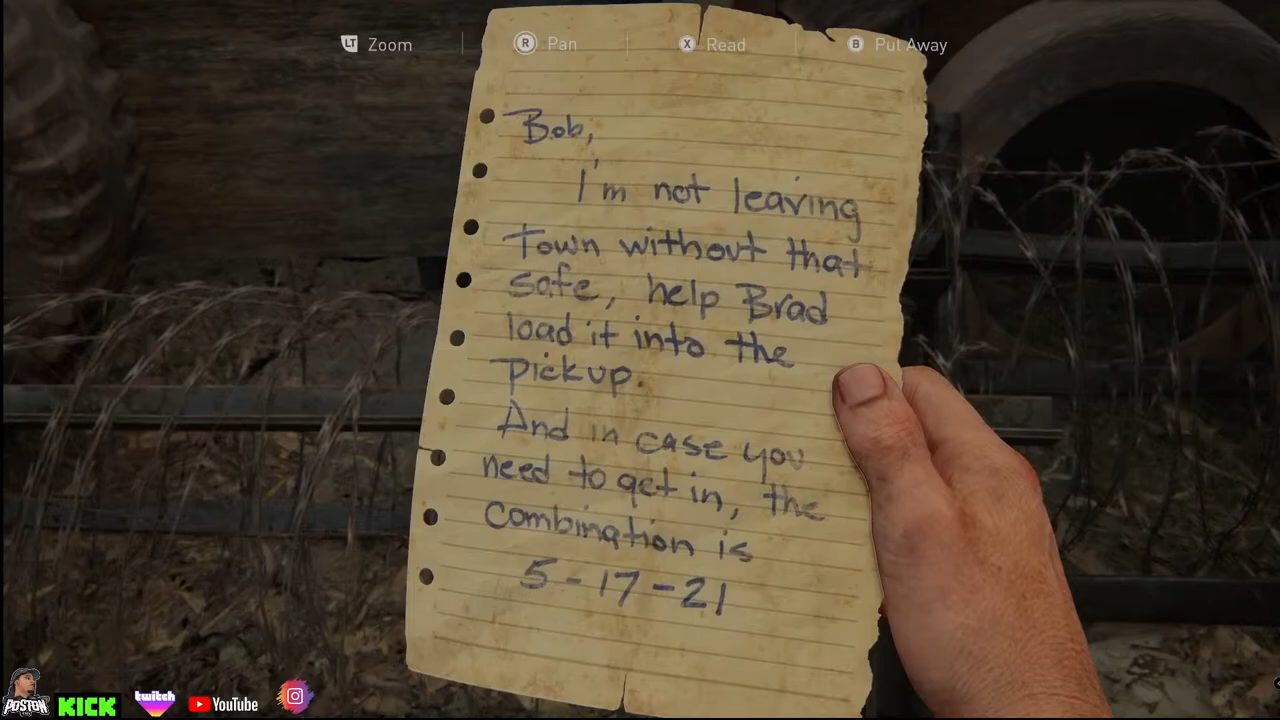 LT Zoom
R Pan
X Read
B Put Away
Bob,
I'm not leaving
Town without that
safe, help Brad
load it into the
pickup.
And in case you
need to get in, the
combination is
5-17-21
POSTON
KICK
twitch
YouTube